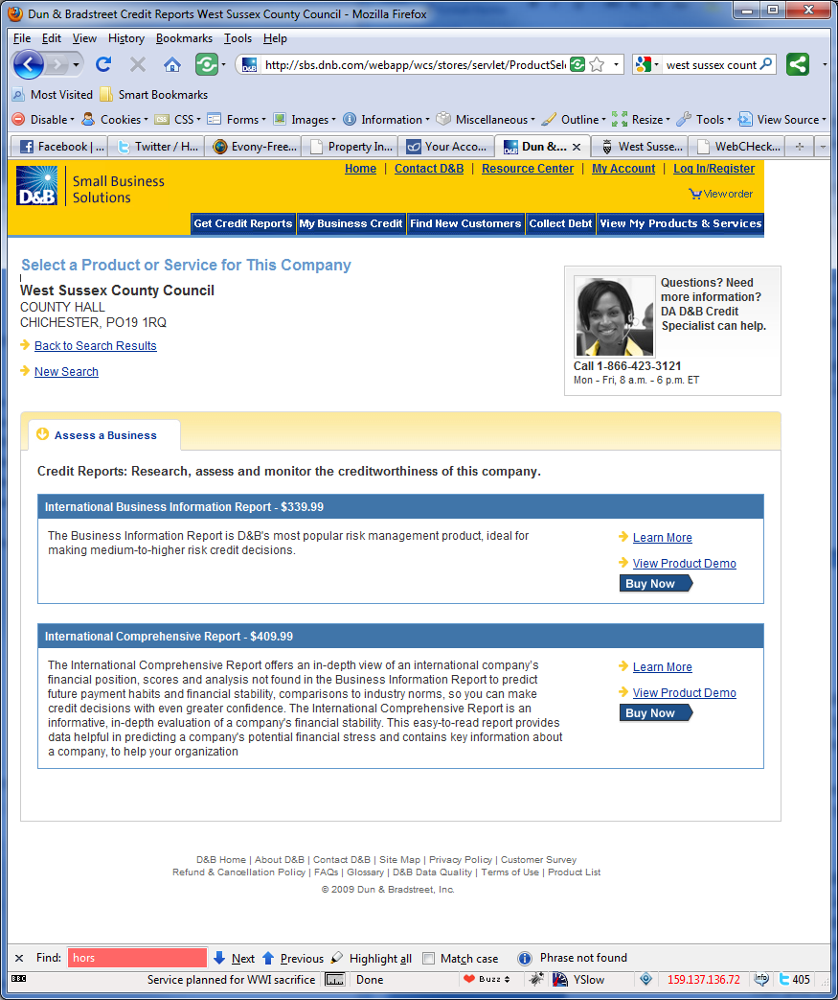 Dun & Bradstreet Credit Reports West Sussex County Council - Mozilla Firefox
File Edit View History Bookmarks Tools Help
D&B http://sbs.dnb.com/webapp/wcs/stores/servlet/ProductSel west sussex count
Most Visited Smart Bookmarks
Disable Cookies CSS Forms Images Information Miscellaneous Outline Resize Tools View Source
Facebook | ... Twitter / H... Evony-Free... Property In... Your Acco... D&B Dun &... West Susse... WebCHeck...
Home | Contact D&B | Resource Center | My Account | Log In/Register
D&B Small Business
Solutions
View order
Get Credit Reports My Business Credit Find New Customers Collect Debt View My Products & Services
Select a Product or Service for This Company
West Sussex County Council
COUNTY HALL
CHICHESTER, PO19 1RQ
Back to Search Results
New Search
Questions? Need
more information?
DA D&B Credit
Specialist can help.
Call 1-866-423-3121
Mon - Fri, 8 a.m. - 6 p.m. ET
Assess a Business
Credit Reports: Research, assess and monitor the creditworthiness of this company.
International Business Information Report - $339.99
The Business Information Report is D&B's most popular risk management product, ideal for
making medium-to-higher risk credit decisions.
Learn More
View Product Demo
Buy Now
International Comprehensive Report - $409.99
The International Comprehensive Report offers an in-depth view of an international company's
financial position, scores and analysis not found in the Business Information Report to predict
future payment habits and financial stability, comparisons to industry norms, so you can make
credit decisions with even greater confidence. The International Comprehensive Report is an
informative, in-depth evaluation of a company's financial stability. This easy-to-read report provides
data helpful in predicting a company's potential financial stress and contains key information about
a company, to help your organization
Learn More
View Product Demo
Buy Now
D&B Home | About D&B | Contact D&B | Site Map | Privacy Policy | Customer Survey
Refund & Cancellation Policy | FAQs | Glossary | D&B Data Quality | Terms of Use | Product List
© 2009 Dun & Bradstreet, Inc.
Find: hors Next Previous Highlight all Match case Phrase not found
BBC Service planned for WWI sacrifice Done Buzz YSlow 159.137.136.72 info 405